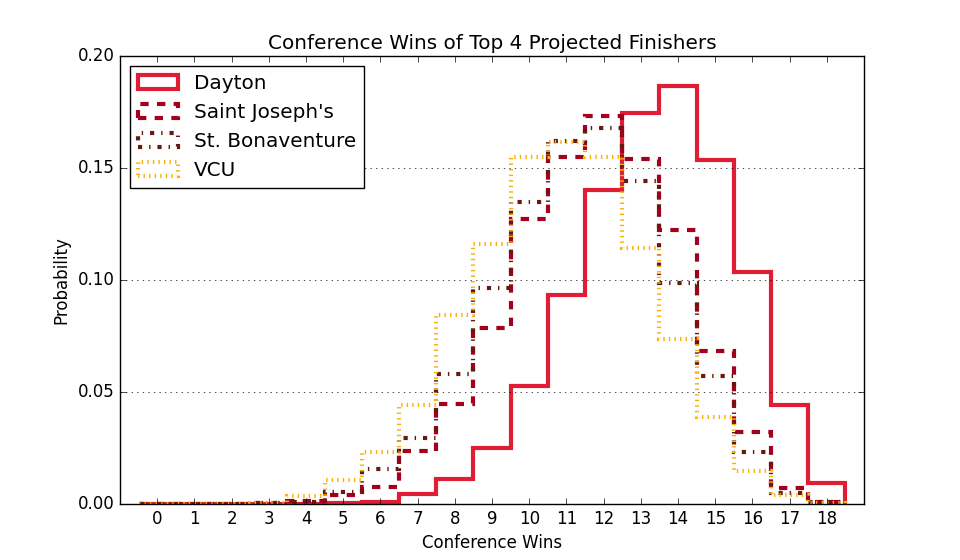 Conference Wins of Top 4 Projected Finishers
0.20
0.15
0.10
0.05
0.00
Probability
Dayton
Saint Joseph's
St. Bonaventure
VCU
0 1 2 3 4 5 6 7 8 9 10 11 12 13 14 15 16 17 18
Conference Wins